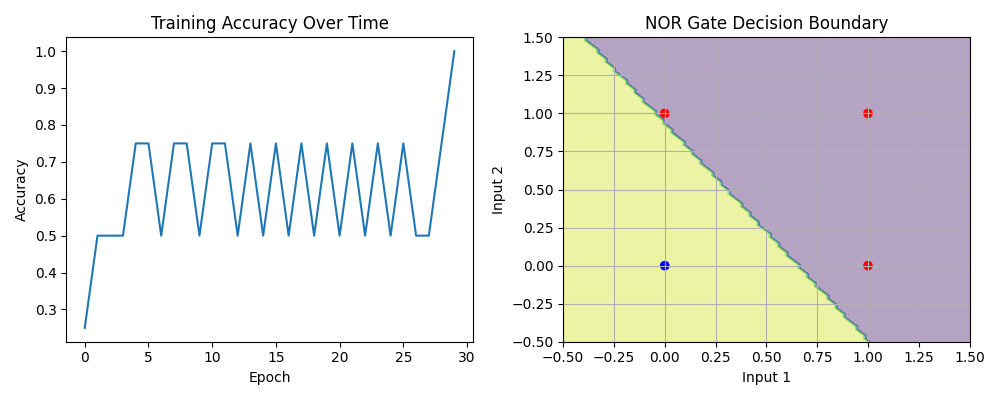 Training Accuracy Over Time
1.0
0.9
0.8
0.7
0.6
0.5
0.4
0.3
Accuracy
0 5 10 15 20 25 30
Epoch
NOR Gate Decision Boundary
1.50
1.25
1.00
0.75
0.50
0.25
0.00
−0.25
−0.50
Input 2
−0.50 −0.25 0.00 0.25 0.50 0.75 1.00 1.25 1.50
Input 1